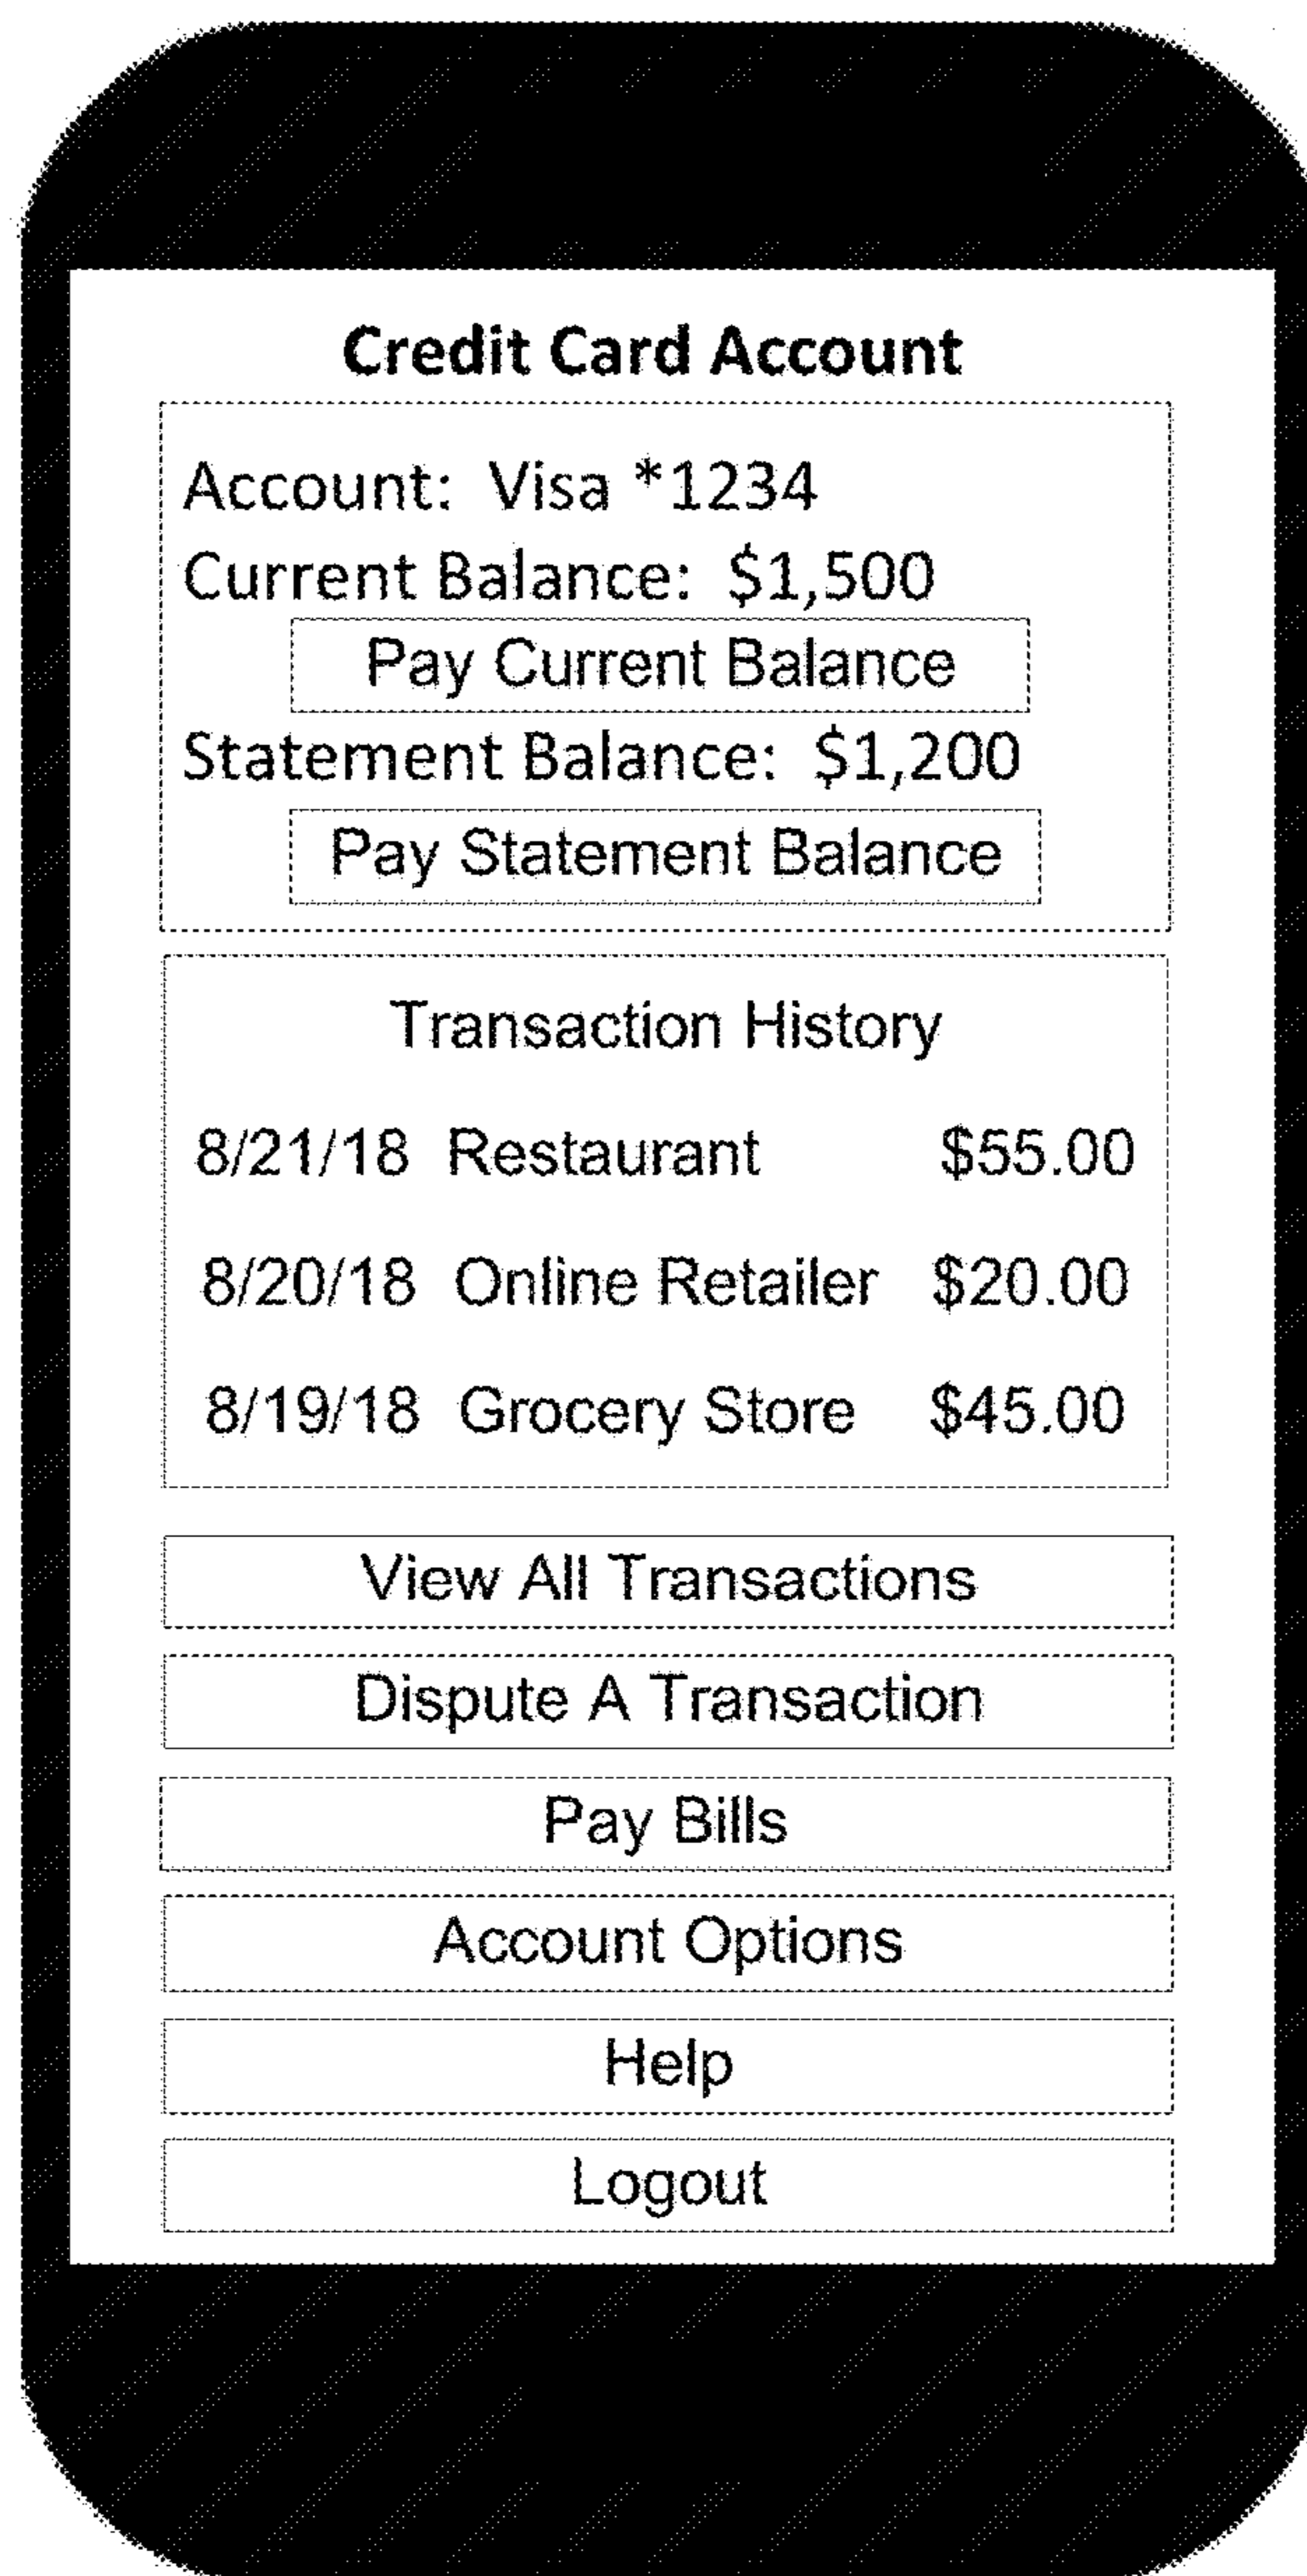 Credit Card Account
Account: Visa *1234
Current Balance: $1,500
Pay Current Balance
Statement Balance: $1,200
Pay Statement Balance
Transaction History
8/21/18 Restaurant $55.00
8/20/18 Online Retailer $20.00
8/19/18 Grocery Store $45.00
View All Transactions
Dispute A Transaction
Pay Bills
Account Options
Help
Logout